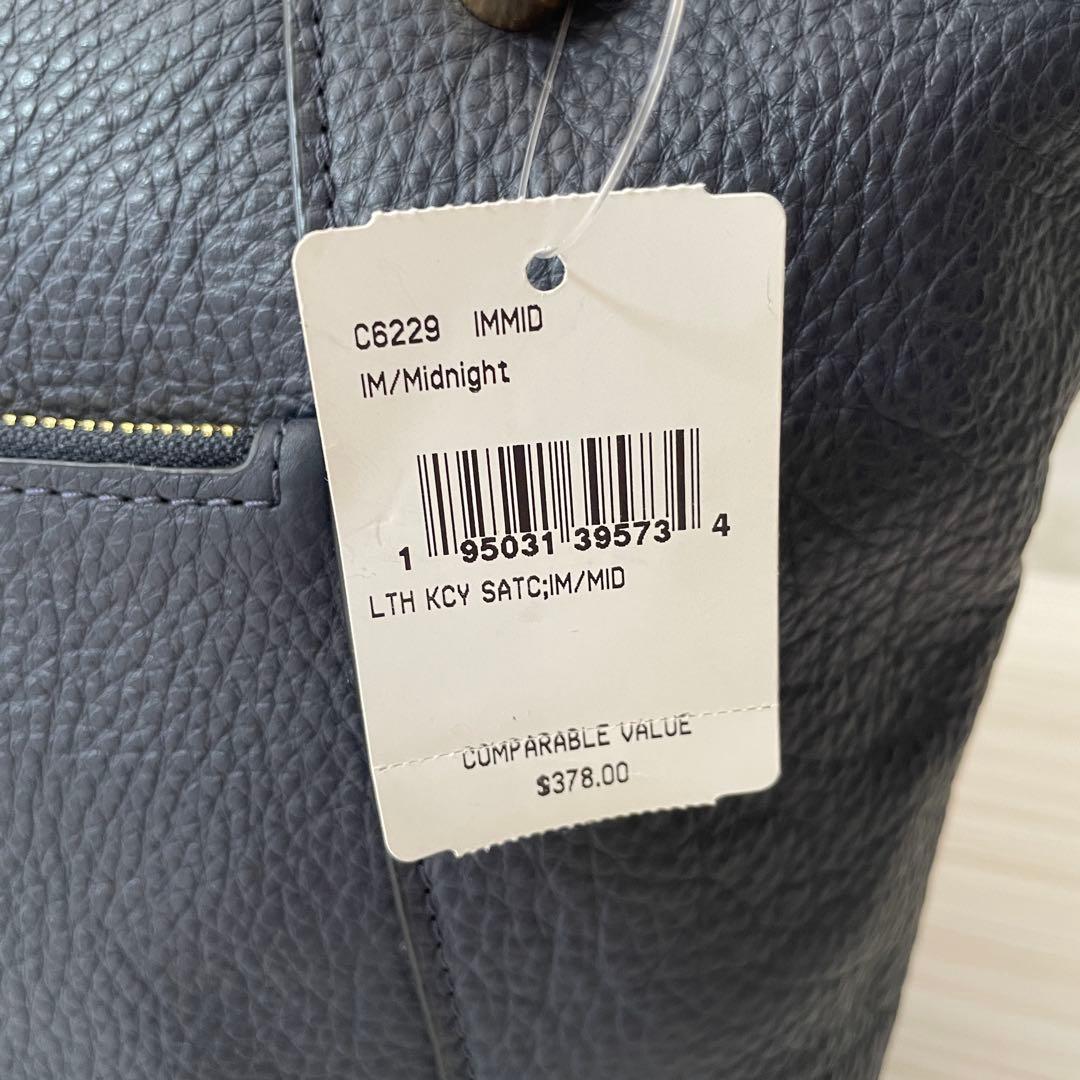 C6229 IMMID
IM/Midnight
1 95031 39573 4
LTH KCY SATC;IM/MID
COMPARABLE VALUE
$378.00